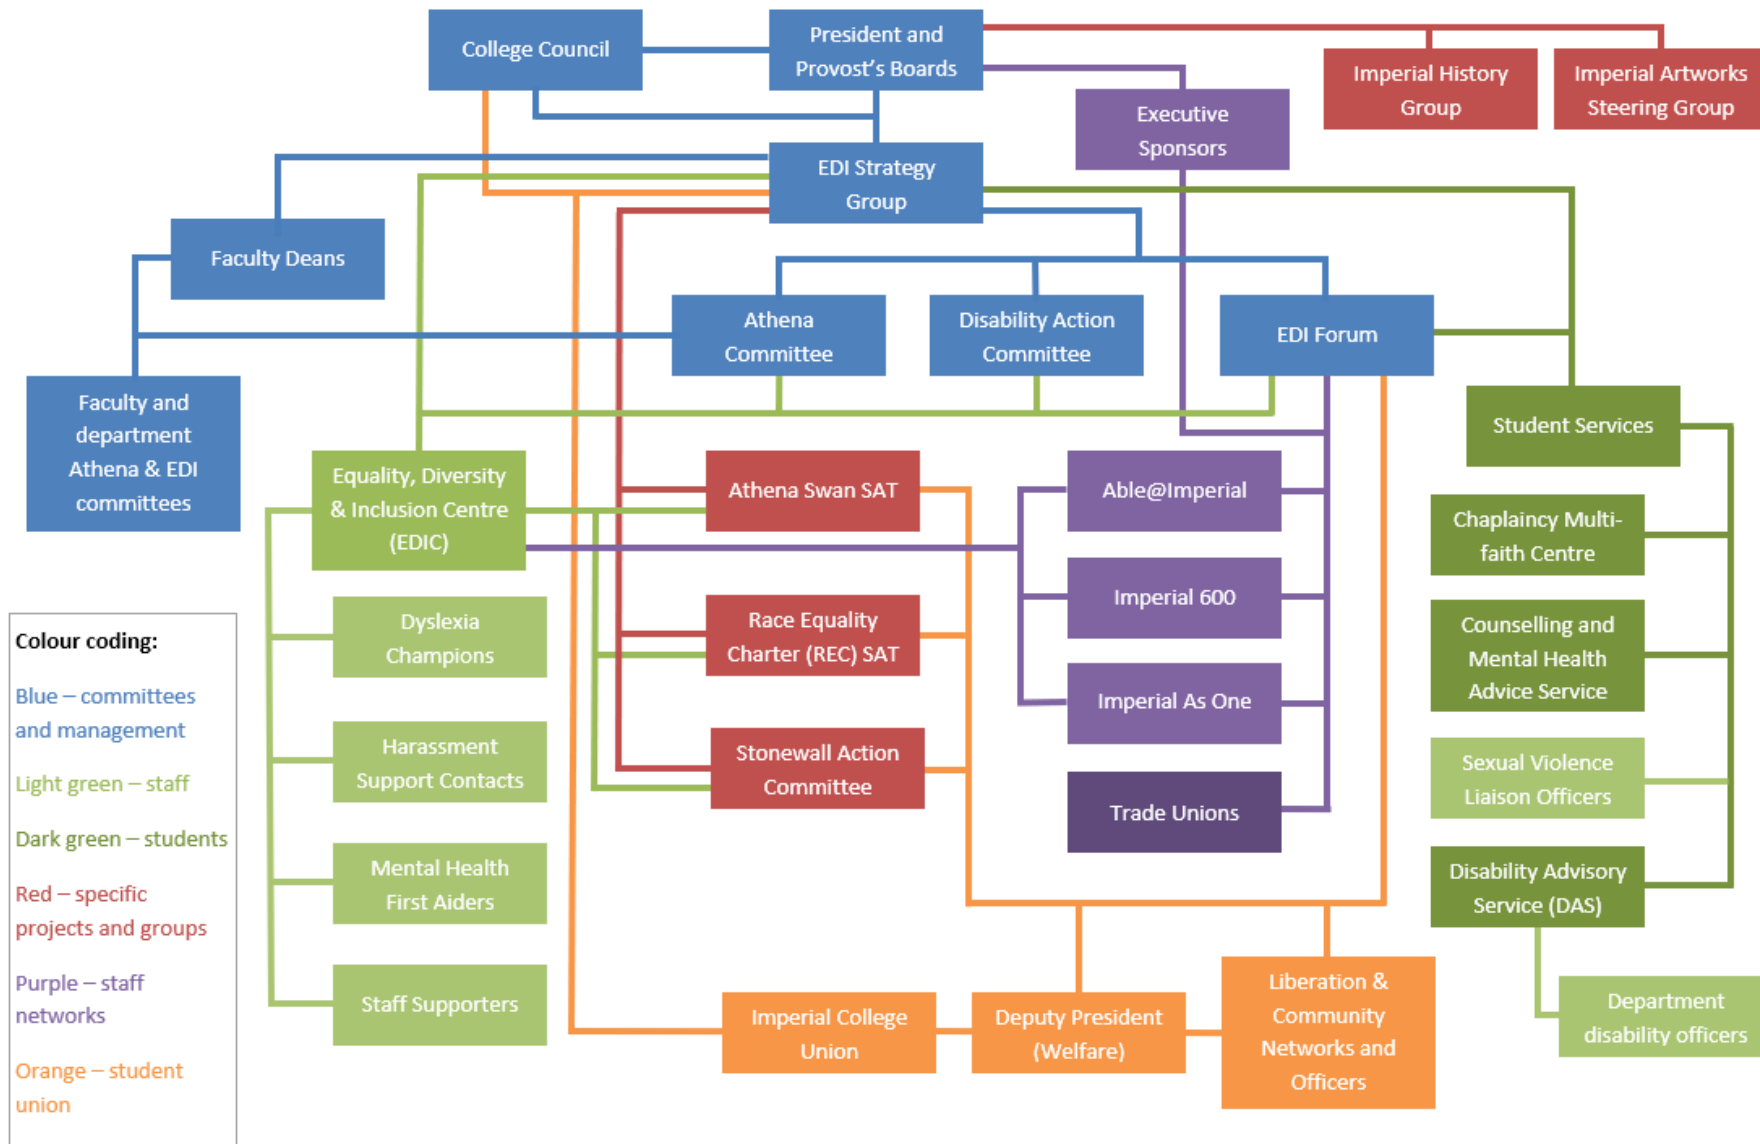 College Council
President and
Provost's Boards
Imperial History
Group
Imperial Artworks
Steering Group
Executive
Sponsors
EDI Strategy
Group
Faculty Deans
Athena
Committee
Disability Action
Committee
EDI Forum
Faculty and
department
Athena & EDI
committees
Student Services
Equality, Diversity
& Inclusion Centre
(EDIC)
Athena Swan SAT
Able@Imperial
Chaplaincy Multi-
faith Centre
Dyslexia
Champions
Race Equality
Charter (REC) SAT
Imperial 600
Counselling and
Mental Health
Advice Service
Harassment
Support Contacts
Stonewall Action
Committee
Imperial As One
Sexual Violence
Liaison Officers
Trade Unions
Mental Health
First Aiders
Disability Advisory
Service (DAS)
Staff Supporters
Imperial College
Union
Deputy President
(Welfare)
Liberation &
Community
Networks and
Officers
Department
disability officers
Colour coding:
Blue – committees
and management
Light green – staff
Dark green – students
Red – specific
projects and groups
Purple – staff
networks
Orange – student
union